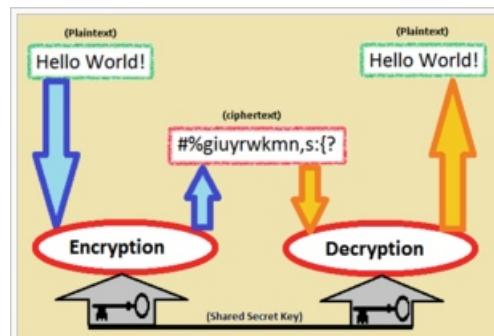 (Plaintext)
Hello World!
(Plaintext)
Hello World!
(ciphertext)
#%giuyrwkmn,s:{?
Encryption
Decryption
(Shared Secret Key)